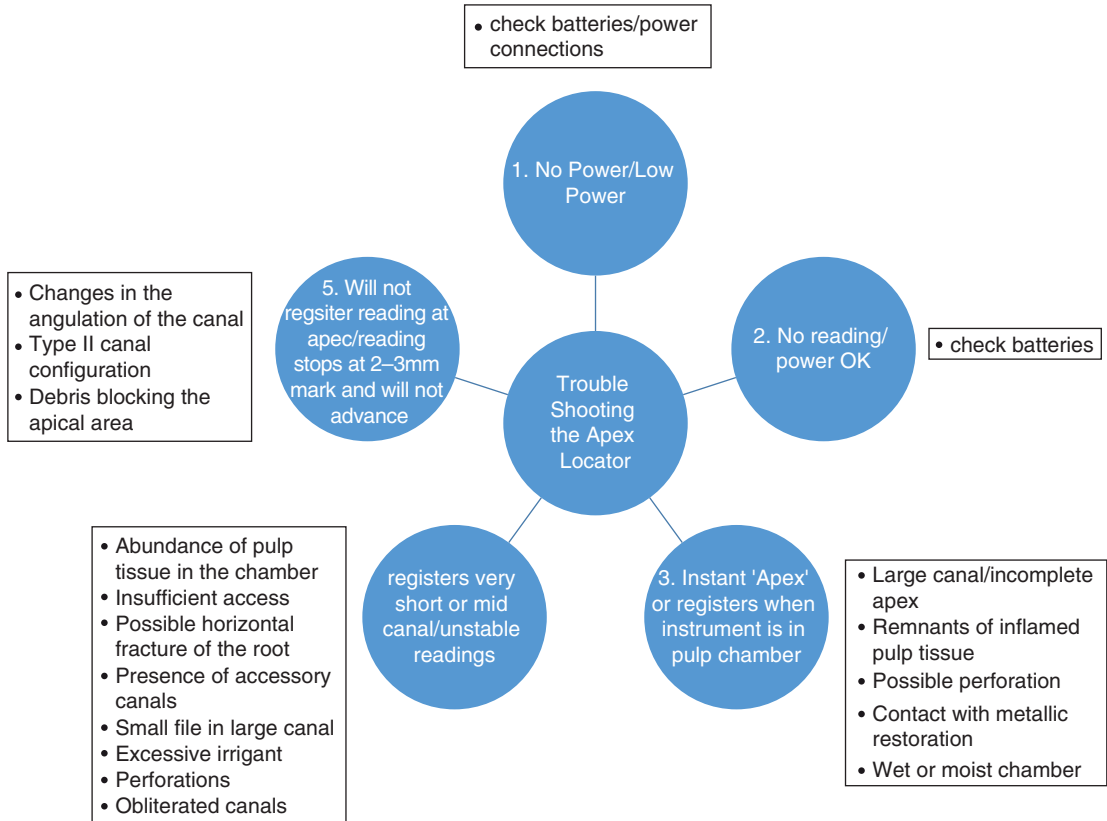 • check batteries/power
connections
1. No Power/Low
Power
2. No reading/
power OK
• check batteries
Trouble
Shooting
the Apex
Locator
3. Instant 'Apex'
or registers when
instrument is in
pulp chamber
• Large canal/incomplete
apex
• Remnants of inflamed
pulp tissue
• Possible perforation
• Contact with metallic
restoration
• Wet or moist chamber
registers very
short or mid
canal/unstable
readings
• Abundance of pulp
tissue in the chamber
• Insufficient access
• Possible horizontal
fracture of the root
• Presence of accessory
canals
• Small file in large canal
• Excessive irrigant
• Perforations
• Obliterated canals
5. Will not
regsiter reading at
apec/reading
stops at 2–3mm
mark and will not
advance
• Changes in the
angulation of the canal
• Type II canal
configuration
• Debris blocking the
apical area